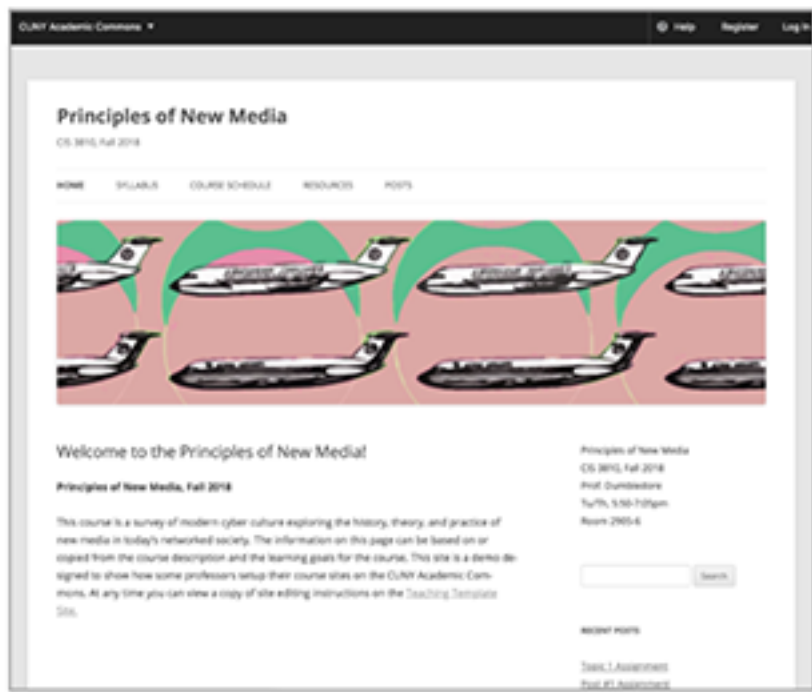 CUNY Academic Commons
Help Register Log In
Principles of New Media
CIS 3810, Fall 2018
HOME SYLLABUS COURSE SCHEDULE RESOURCES POSTS
Welcome to the Principles of New Media!
Principles of New Media, Fall 2018
This course is a survey of modern cyber culture exploring the history, theory, and practice of
new media in today's networked society. The information on this page can be based on or
copied from the course description and the learning goals for the course. This site is a demo de-
signed to show how some professors setup their course sites on the CUNY Academic Com-
mons. At any time you can view a copy of site editing instructions on the Teaching Template
Site.
Principles of New Media
CIS 3810, Fall 2018
Prof. Dumbledore
Tu/Th, 5:50-7:05pm
Room 2905-6
Search
RECENT POSTS
Topic 1 Assignment
Post #1 Assignment